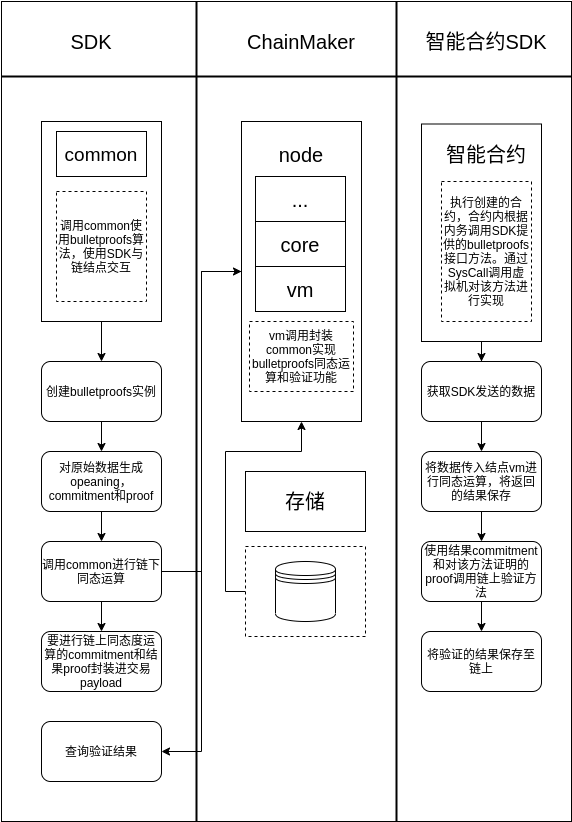 SDK
ChainMaker
智能合约SDK
common
调用common使
用bulletproofs算
法，使用SDK与
链结点交互
创建bulletproofs实例
对原始数据生成
opeaning，
commitment和proof
调用common进行链下
同态运算
要进行链上同态度运
算的commitment和结
果proof封装进交易
payload
查询验证结果
node
...
core
vm
vm调用封装
common实现
bulletproofs同态运
算和验证功能
存储
智能合约
执行创建的合
约，合约内根据
内务调用SDK提
供的bulletproofs
接口方法。通过
SysCall调用虚
拟机对该方法进
行实现
获取SDK发送的数据
将数据传入结点vm进
行同态运算，将返回
的结果保存
使用结果commitment
和对该方法证明的
proof调用链上验证方
法
将验证的结果保存至
链上